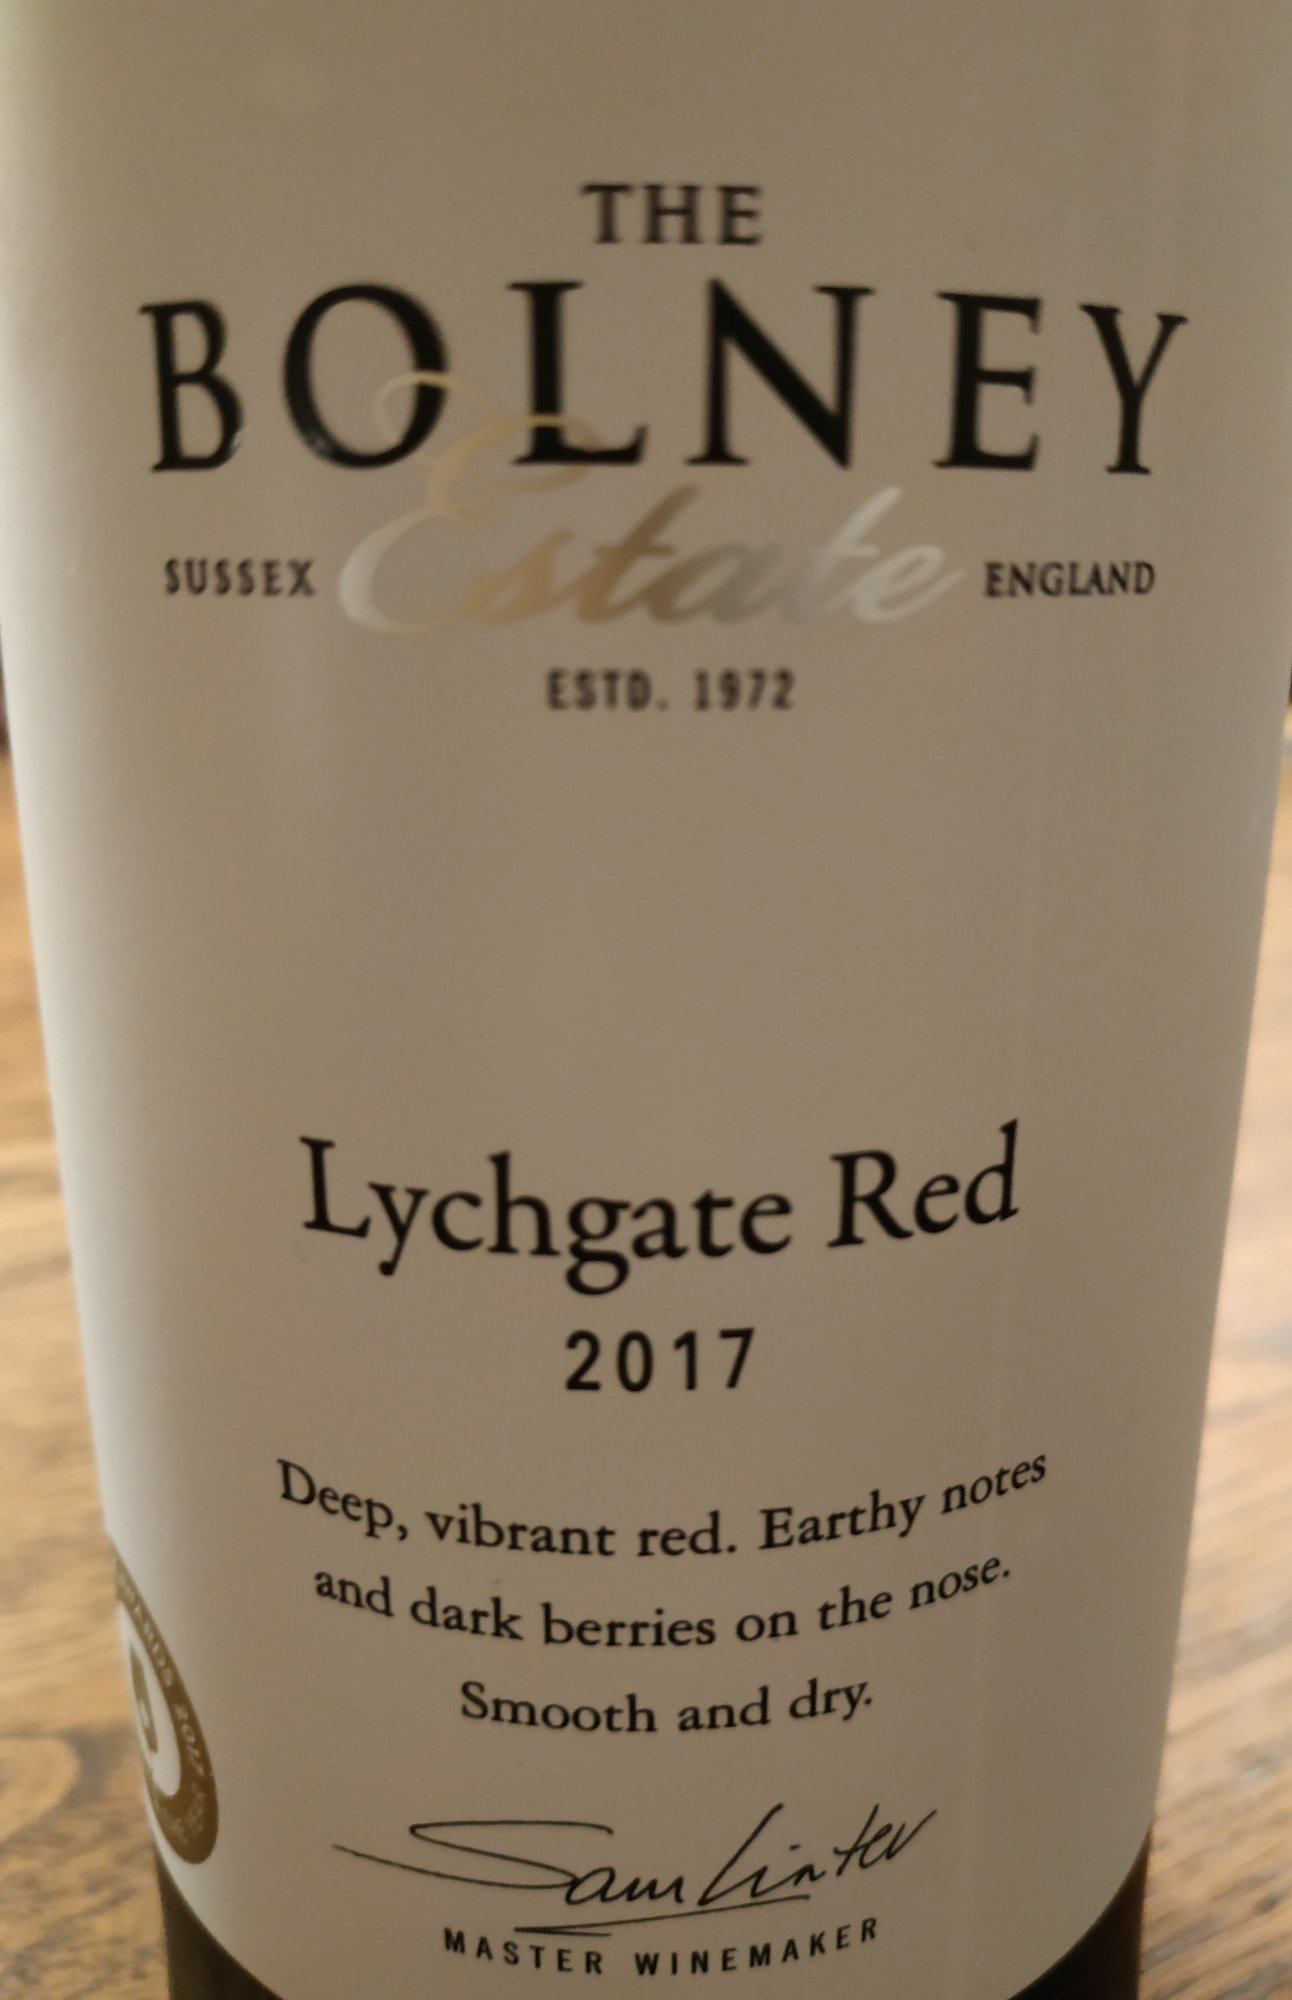 THE
BOLNEY
Estate
SUSSEX ENGLAND
ESTD. 1972
Lychgate Red
2017
Deep, vibrant red. Earthy notes
and dark berries on the nose.
Smooth and dry.
Sam Linter
MASTER WINEMAKER
2017